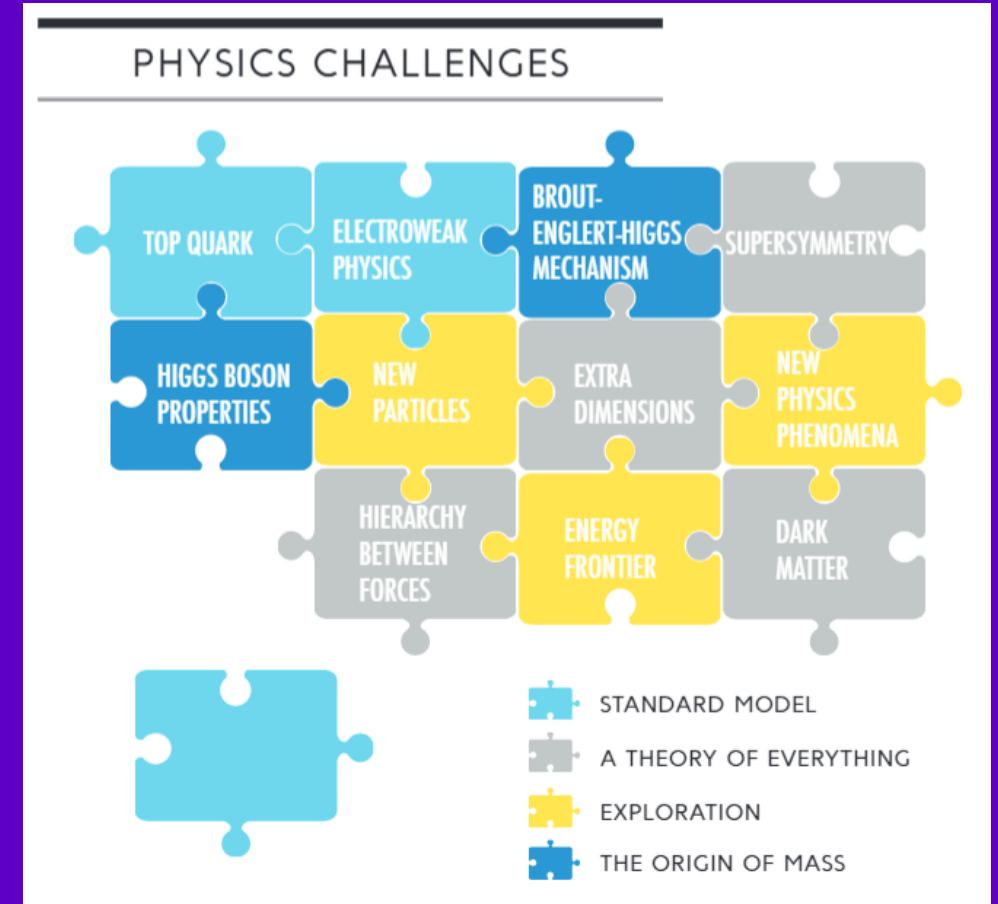 PHYSICS CHALLENGES
TOP QUARK
ELECTROWEAK
PHYSICS
BROUT-
ENGLERT-HIGGS
MECHANISM
SUPERSYMMETRY
HIGGS BOSON
PROPERTIES
NEW
PARTICLES
EXTRA
DIMENSIONS
NEW
PHYSICS
PHENOMENA
HIERARCHY
BETWEEN
FORCES
ENERGY
FRONTIER
DARK
MATTER
STANDARD MODEL
A THEORY OF EVERYTHING
EXPLORATION
THE ORIGIN OF MASS